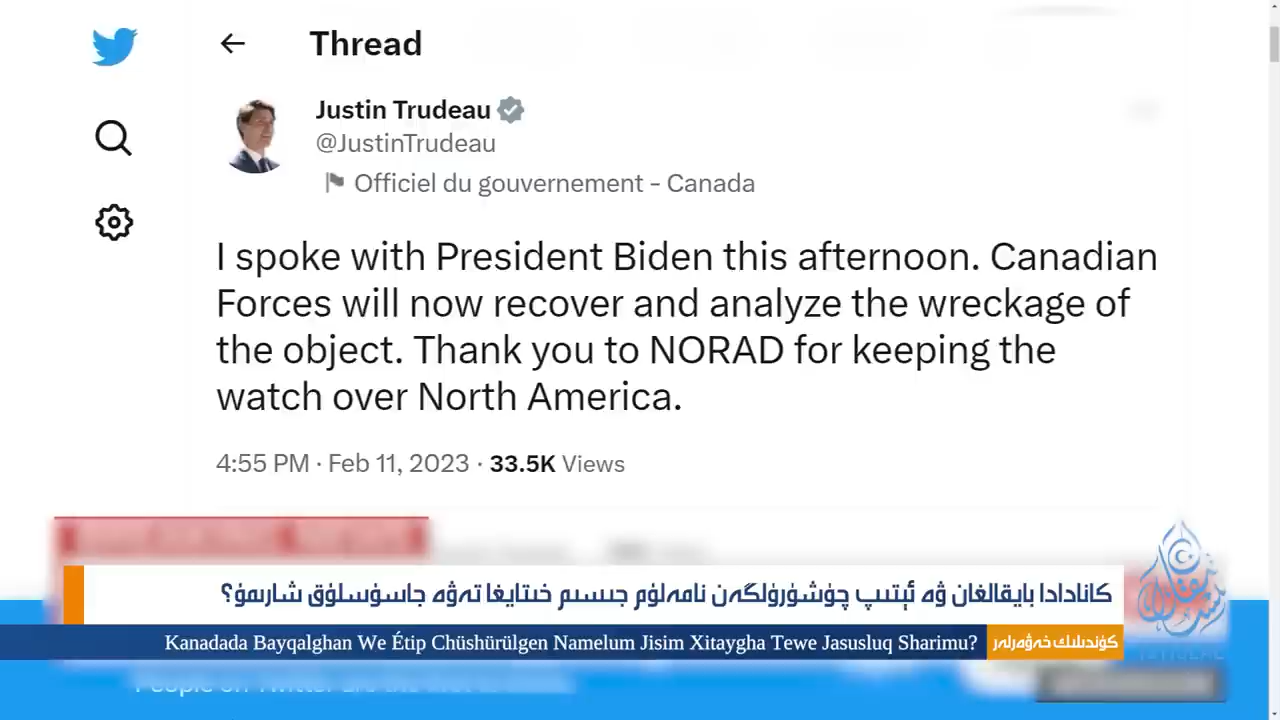 Thread
Justin Trudeau
@JustinTrudeau
Officiel du gouvernement - Canada
I spoke with President Biden this afternoon. Canadian
Forces will now recover and analyze the wreckage of
the object. Thank you to NORAD for keeping the
watch over North America.
4:55 PM · Feb 11, 2023 · 33.5K Views
كانادادا بايقالغان ۋە ئېتىپ چۈشۈرۈلگەن نامەلۇم جىسىم خىتايغا تەۋە جاسۇسلۇق شارىمۇ؟
Kanadada Bayqalghan We Étip Chüshürülgen Namelum Jisim Xitaygha Tewe Jasusluq Sharimu?
كۈندىلىك خەۋەرلەر
ISTIQLAL